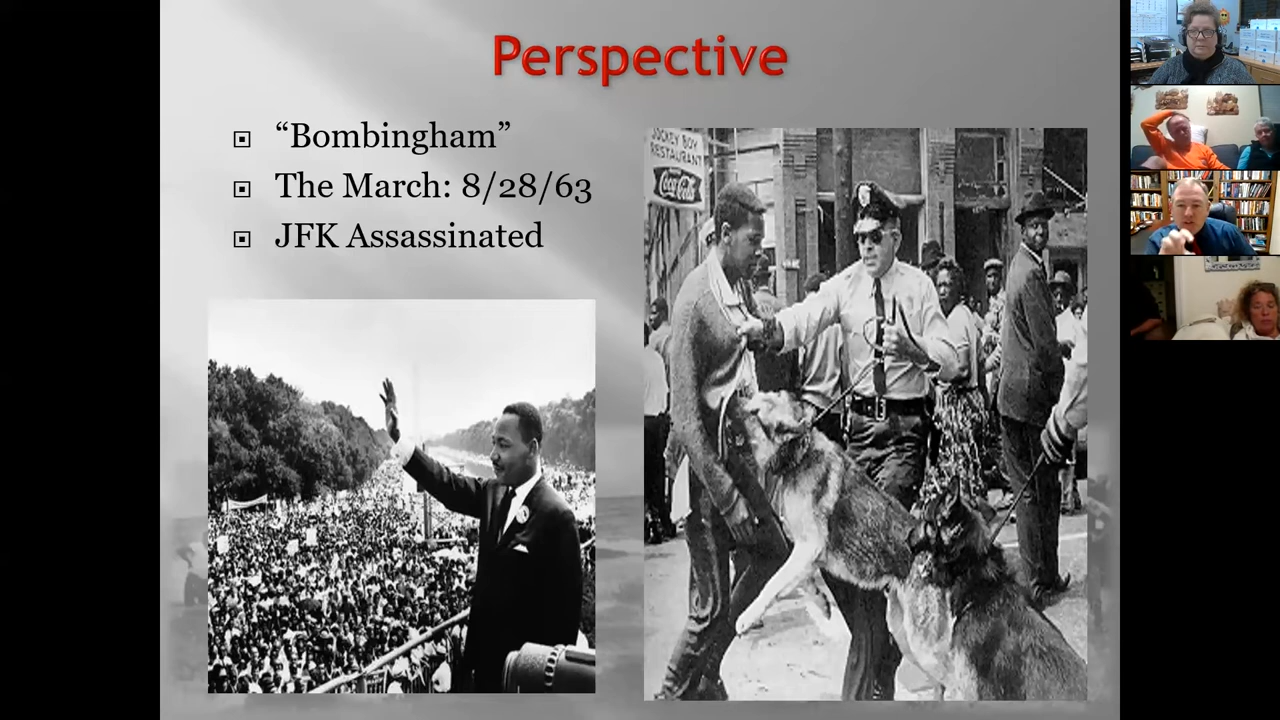 Perspective
“Bombingham”
The March: 8/28/63
JFK Assassinated
JOCKEY BOY
RESTAURANT
Coca-Cola